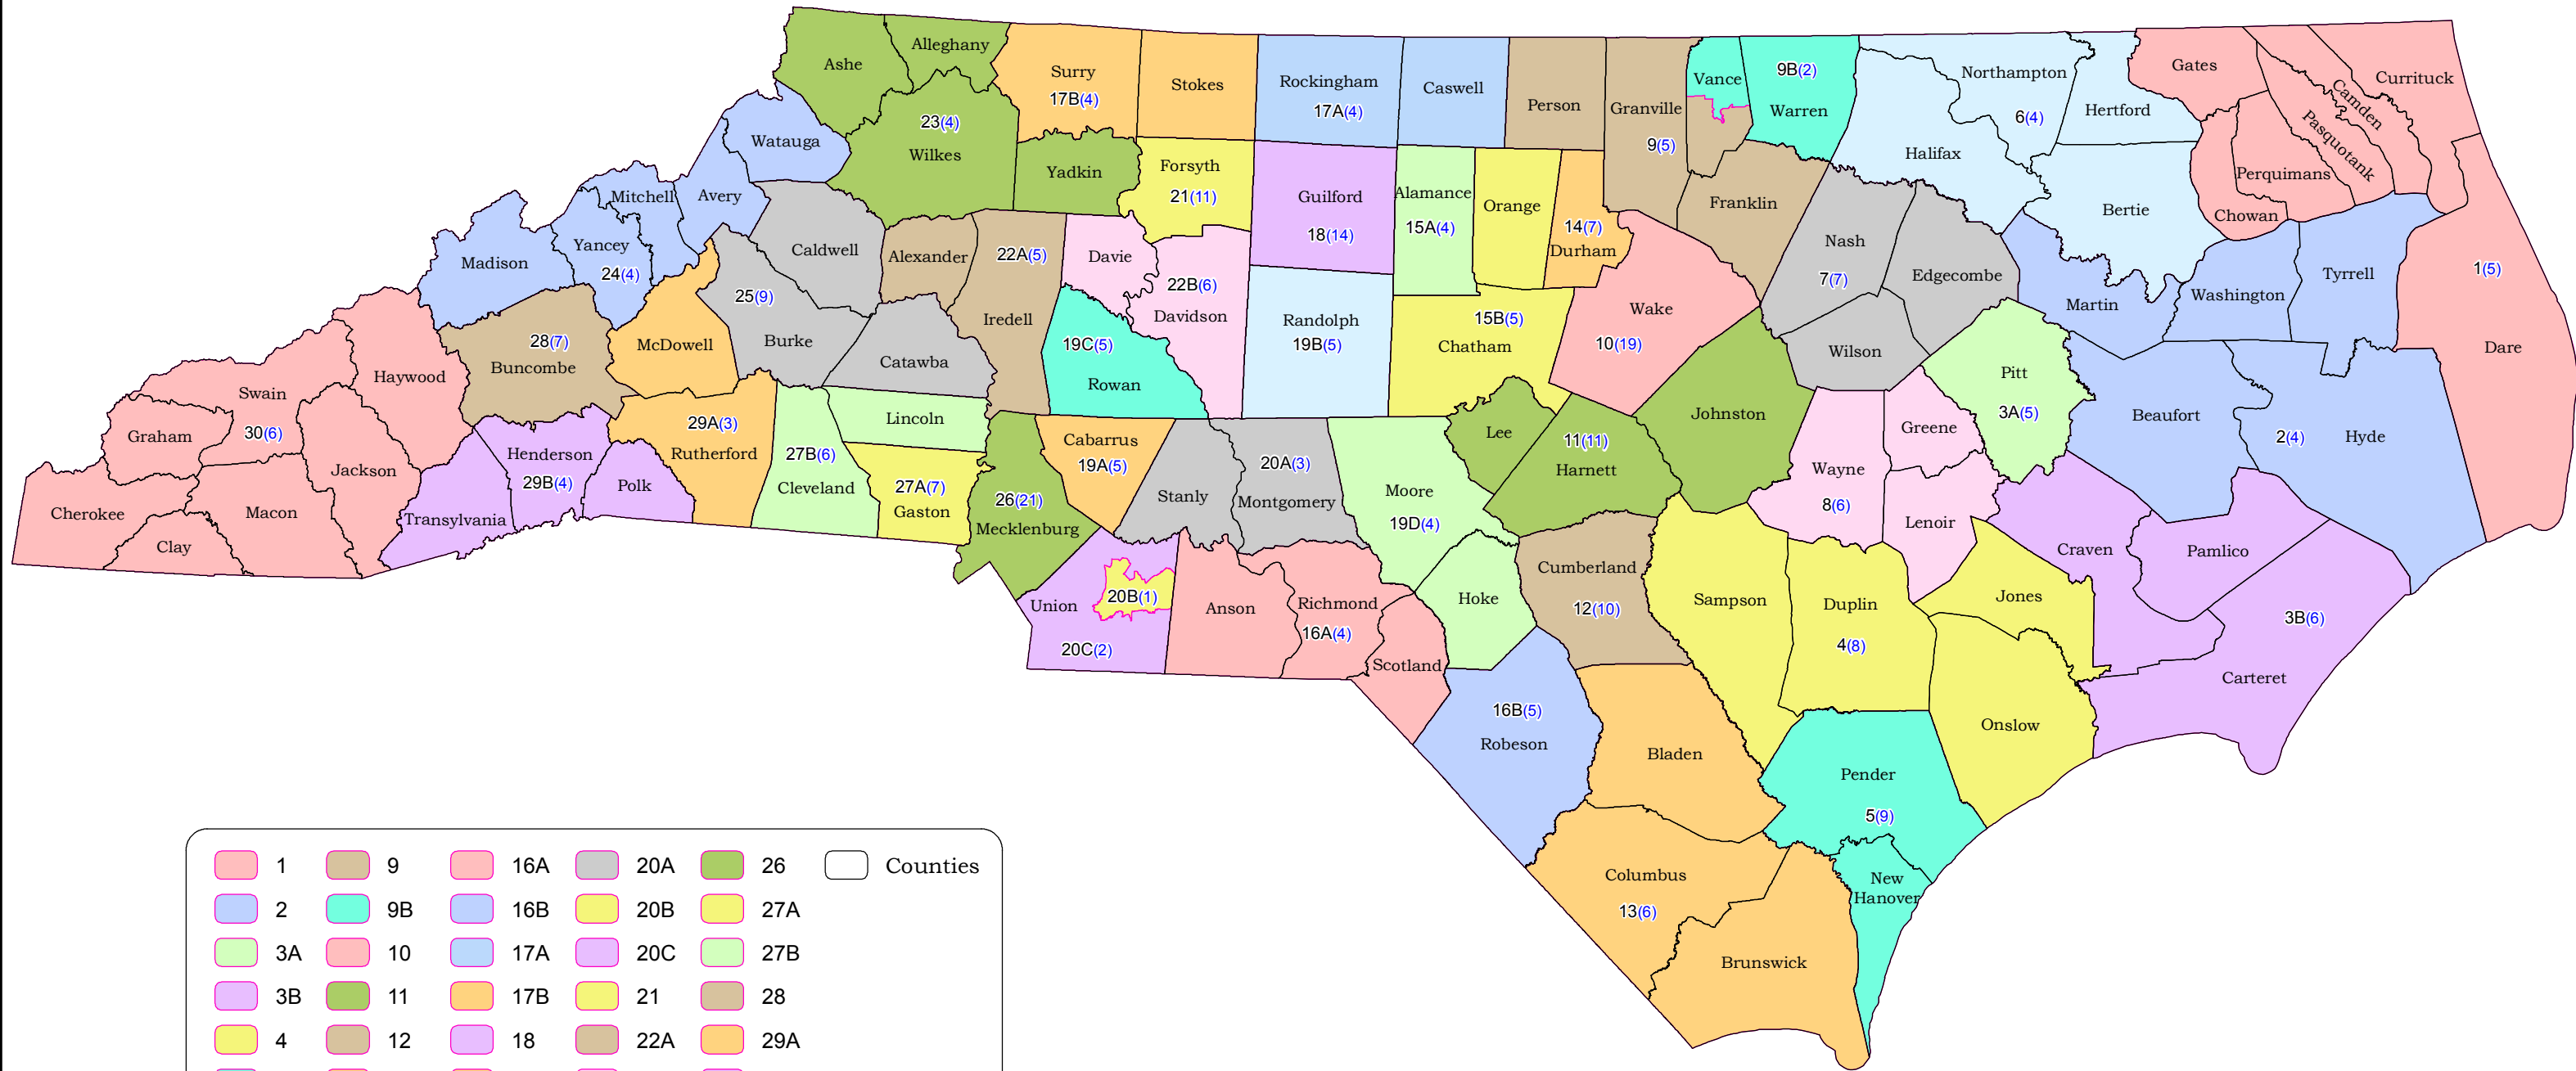 Ashe
Alleghany
Surry
17B(4)
Stokes
Rockingham
17A(4)
Caswell
Person
Granville
9(5)
Vance
9B(2)
Warren
Northampton
6(4)
Hertford
Gates
Camden
Currituck
Pasquotank
Perquimans
Chowan
Halifax
Bertie
Watauga
23(4)
Wilkes
Yadkin
Forsyth
21(11)
Guilford
18(14)
Alamance
15A(4)
Orange
14(7)
Durham
Franklin
Nash
7(7)
Edgecombe
Martin
Washington
Tyrrell
1(5)
Dare
Mitchell
Avery
Yancey
24(4)
Madison
Caldwell
Alexander
22A(5)
Iredell
Davie
22B(6)
Davidson
Randolph
19B(5)
15B(5)
Chatham
Wake
10(19)
Wilson
Pitt
3A(5)
Beaufort
2(4)
Hyde
25(9)
Burke
Catawba
McDowell
28(7)
Buncombe
Haywood
Swain
30(6)
Graham
Jackson
Cherokee
Macon
Clay
Transylvania
Henderson
29B(4)
Polk
29A(3)
Rutherford
27B(6)
Cleveland
Lincoln
27A(7)
Gaston
26(21)
Mecklenburg
19C(5)
Rowan
Cabarrus
19A(5)
Stanly
20A(3)
Montgomery
Moore
19D(4)
Lee
11(11)
Harnett
Johnston
Wayne
8(6)
Greene
Lenoir
Craven
Pamlico
3B(6)
Carteret
Jones
Onslow
Duplin
4(8)
Sampson
Cumberland
12(10)
Hoke
Union
20B(1)
20C(2)
Anson
Richmond
16A(4)
Scotland
16B(5)
Robeson
Bladen
Pender
5(9)
New
Hanover
Columbus
13(6)
Brunswick
1 9 16A 20A 26 Counties
2 9B 16B 20B 27A
3A 10 17A 20C 27B
3B 11 17B 21 28
4 12 18 22A 29A